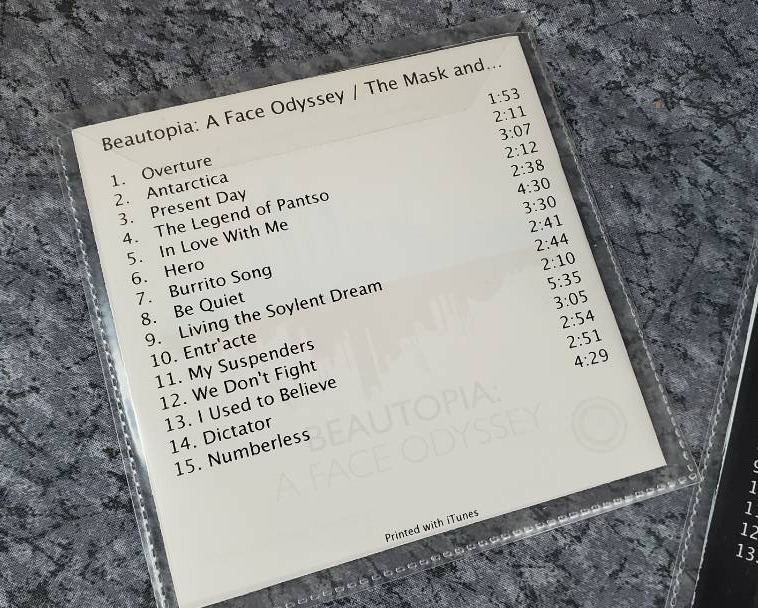 Beautopia: A Face Odyssey / The Mask and...
1. Overture 1:53
2. Antarctica 2:11
3. Present Day 3:07
4. The Legend of Pantso 2:12
5. In Love With Me 2:38
6. Hero 4:30
7. Burrito Song 3:30
8. Be Quiet 2:41
9. Living the Soylent Dream 2:44
10. Entr'acte 2:10
11. My Suspenders 5:35
12. We Don't Fight 3:05
13. I Used to Believe 2:54
14. Dictator 2:51
15. Numberless 4:29
BEAUTOPIA:
A FACE ODYSSEY
Printed with iTunes
12
13.